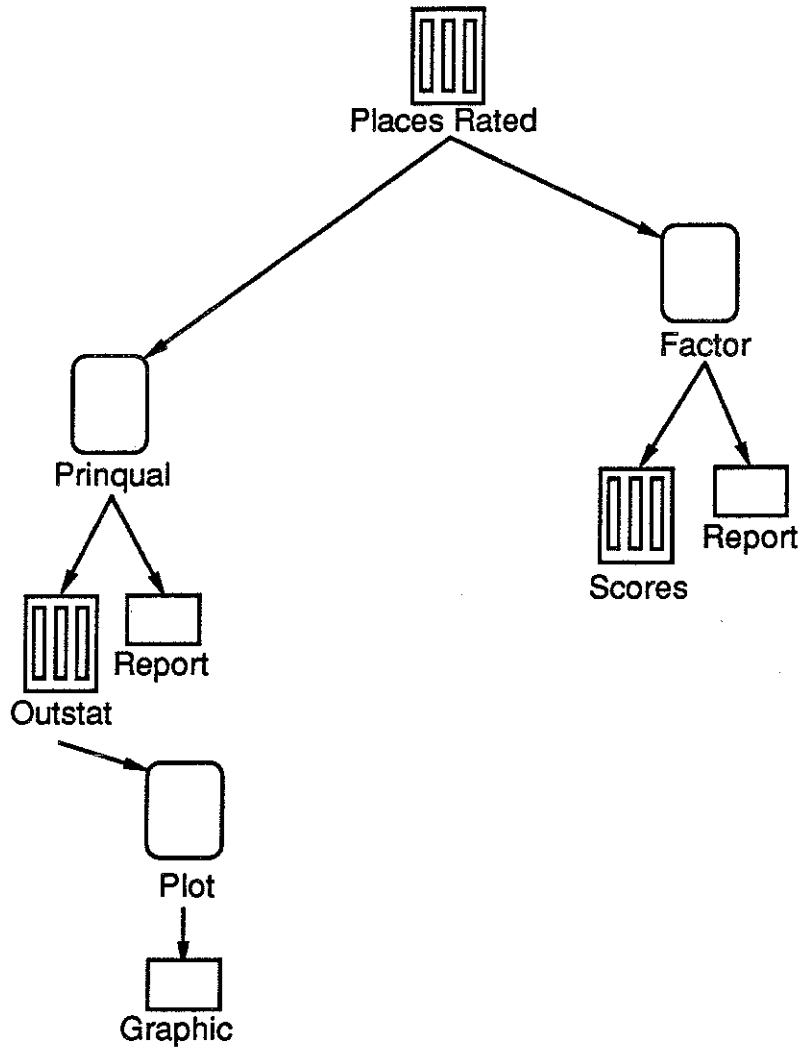 Places Rated
Factor
Prinqual
Scores
Report
Outstat
Report
Plot
Graphic